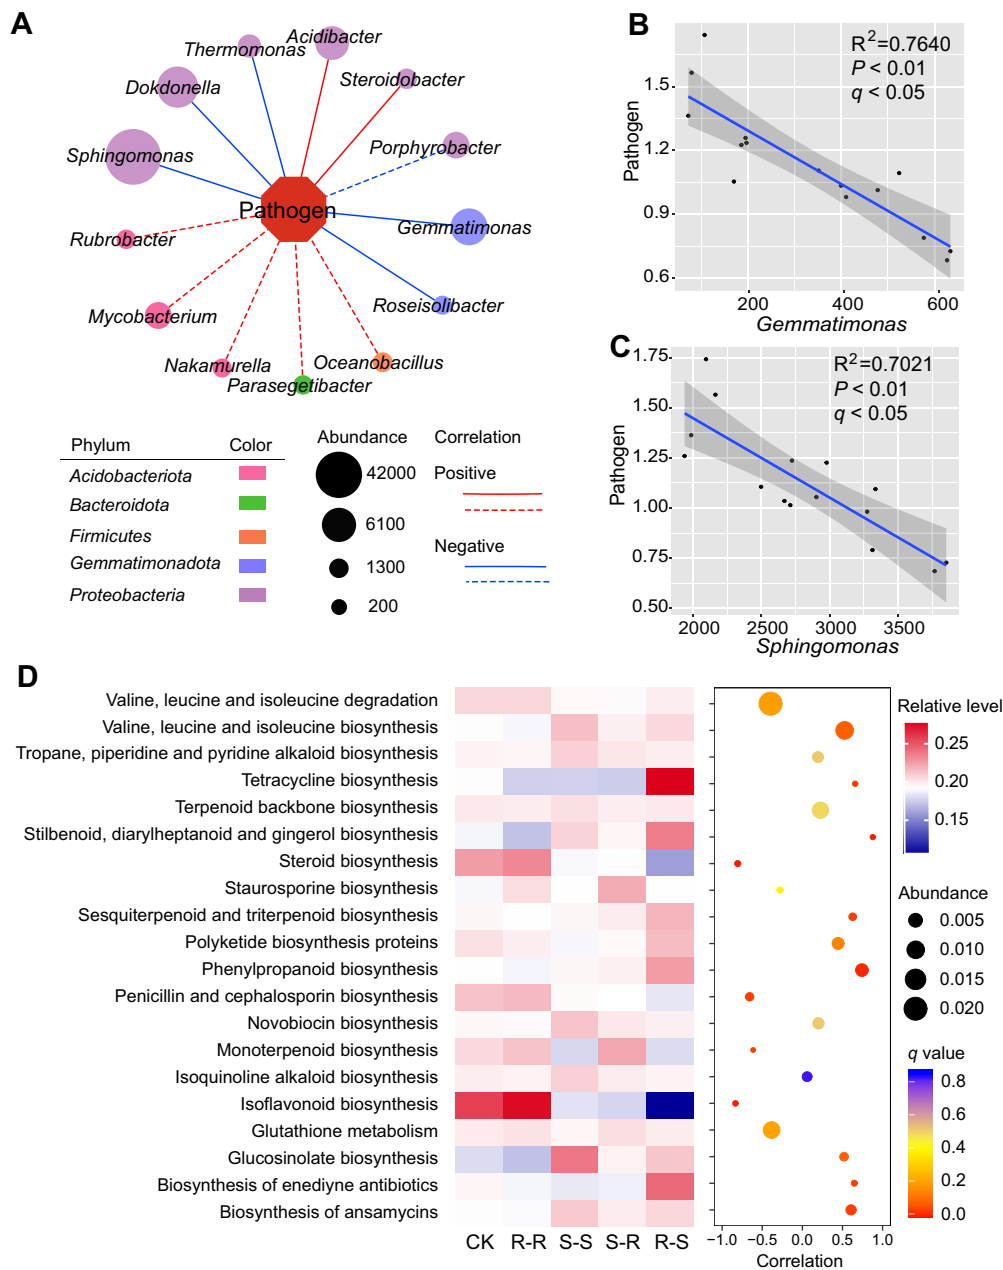 A
Acidibacter
Thermomonas
Steroidobacter
Dokdonella
Porphyrobacter
Sphingomonas
Pathogen
Gemmatimonas
Rubrobacter
Roseisolibacter
Mycobacterium
Nakamurella
Oceanobacillus
Parasegetibacter
Phylum Color
Acidobacteriota
Bacteroidota
Firmicutes
Gemmatimonadota
Proteobacteria
Abundance
42000
6100
1300
200
Correlation
Positive
Negative
B
R2=0.7640
P < 0.01
q < 0.05
Pathogen
1.5
1.2
0.9
0.6
200 400 600
Gemmatimonas
C
R2=0.7021
P < 0.01
q < 0.05
Pathogen
1.75
1.50
1.25
1.00
0.75
0.50
2000 2500 3000 3500
Sphingomonas
D
Valine, leucine and isoleucine degradation
Valine, leucine and isoleucine biosynthesis
Tropane, piperidine and pyridine alkaloid biosynthesis
Tetracycline biosynthesis
Terpenoid backbone biosynthesis
Stilbenoid, diarylheptanoid and gingerol biosynthesis
Steroid biosynthesis
Staurosporine biosynthesis
Sesquiterpenoid and triterpenoid biosynthesis
Polyketide biosynthesis proteins
Phenylpropanoid biosynthesis
Penicillin and cephalosporin biosynthesis
Novobiocin biosynthesis
Monoterpenoid biosynthesis
Isoquinoline alkaloid biosynthesis
Isoflavonoid biosynthesis
Glutathione metabolism
Glucosinolate biosynthesis
Biosynthesis of enediyne antibiotics
Biosynthesis of ansamycins
CK R-R S-S S-R R-S
−1.0 −0.5 0.0 0.5 1.0
Correlation
Relative level
0.25
0.20
0.15
Abundance
0.005
0.010
0.015
0.020
q value
0.8
0.6
0.4
0.2
0.0